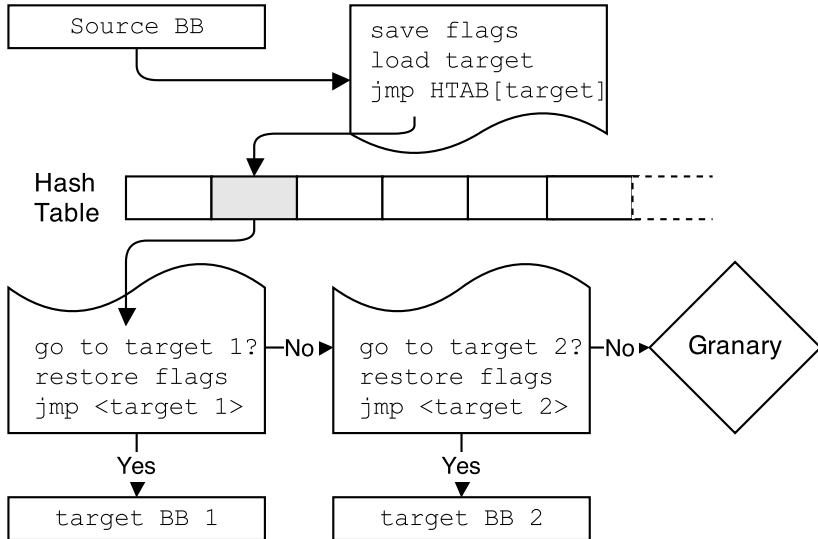 Source BB
save flags
load target
jmp HTAB[target]
Hash
Table
go to target 1?
restore flags
jmp <target 1>
No
go to target 2?
restore flags
jmp <target 2>
No
Granary
Yes
Yes
target BB 1
target BB 2